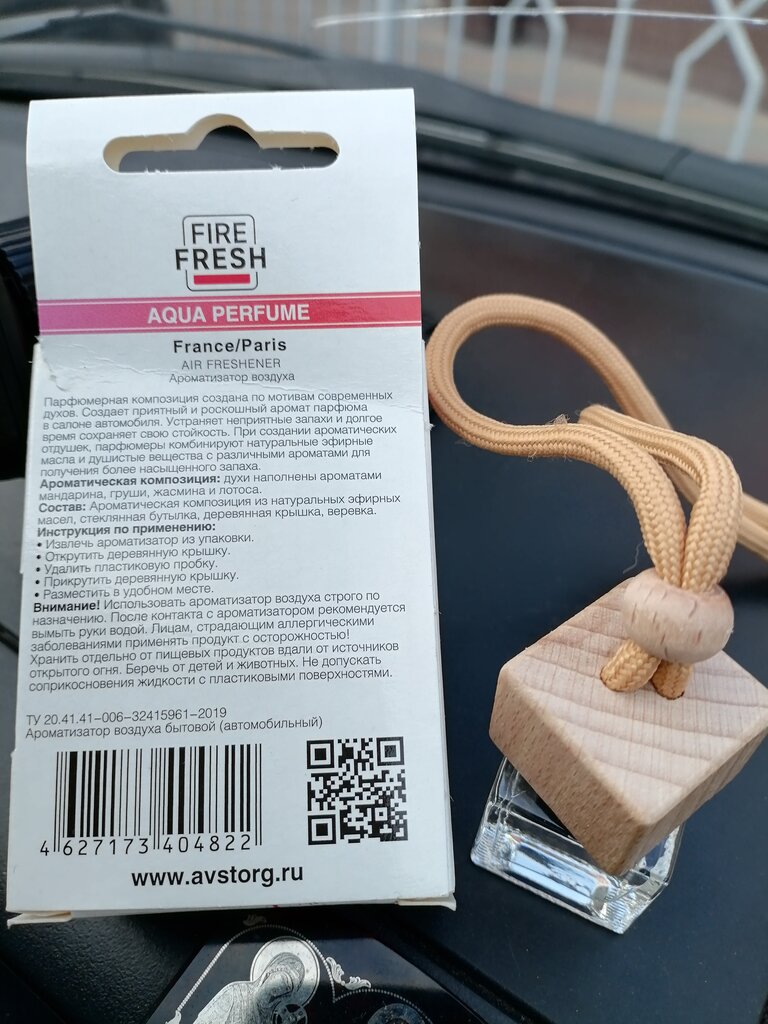 FIRE
FRESH
AQUA PERFUME
France/Paris
AIR FRESHENER
Ароматизатор воздуха
Парфюмерная композиция создана по мотивам современных
духов. Создает приятный и роскошный аромат парфюма
в салоне автомобиля. Устраняет неприятные запахи и долгое
время сохраняет свою стойкость. При создании ароматических
отдушек, парфюмеры комбинируют натуральные эфирные
масла и душистые вещества с различными ароматами для
получения более насыщенного запаха.
Ароматическая композиция: духи наполнены ароматами
мандарина, груши, жасмина и лотоса.
Состав: Ароматическая композиция из натуральных эфирных
масел, стеклянная бутылка, деревянная крышка, веревка.
Инструкция по применению:
• Извлечь ароматизатор из упаковки.
• Открутить деревянную крышку.
• Удалить пластиковую пробку.
• Прикрутить деревянную крышку.
• Разместить в удобном месте.
Внимание! Использовать ароматизатор воздуха строго по
назначению. После контакта с ароматизатором рекомендуется
вымыть руки водой. Лицам, страдающим аллергическими
заболеваниями применять продукт с осторожностью!
Хранить отдельно от пищевых продуктов вдали от источников
открытого огня. Беречь от детей и животных. Не допускать
соприкосновения жидкости с пластиковыми поверхностями.
ТУ 20.41.41-006-32415961-2019
Ароматизатор воздуха бытовой (автомобильный)
4 627173 404822
www.avstorg.ru